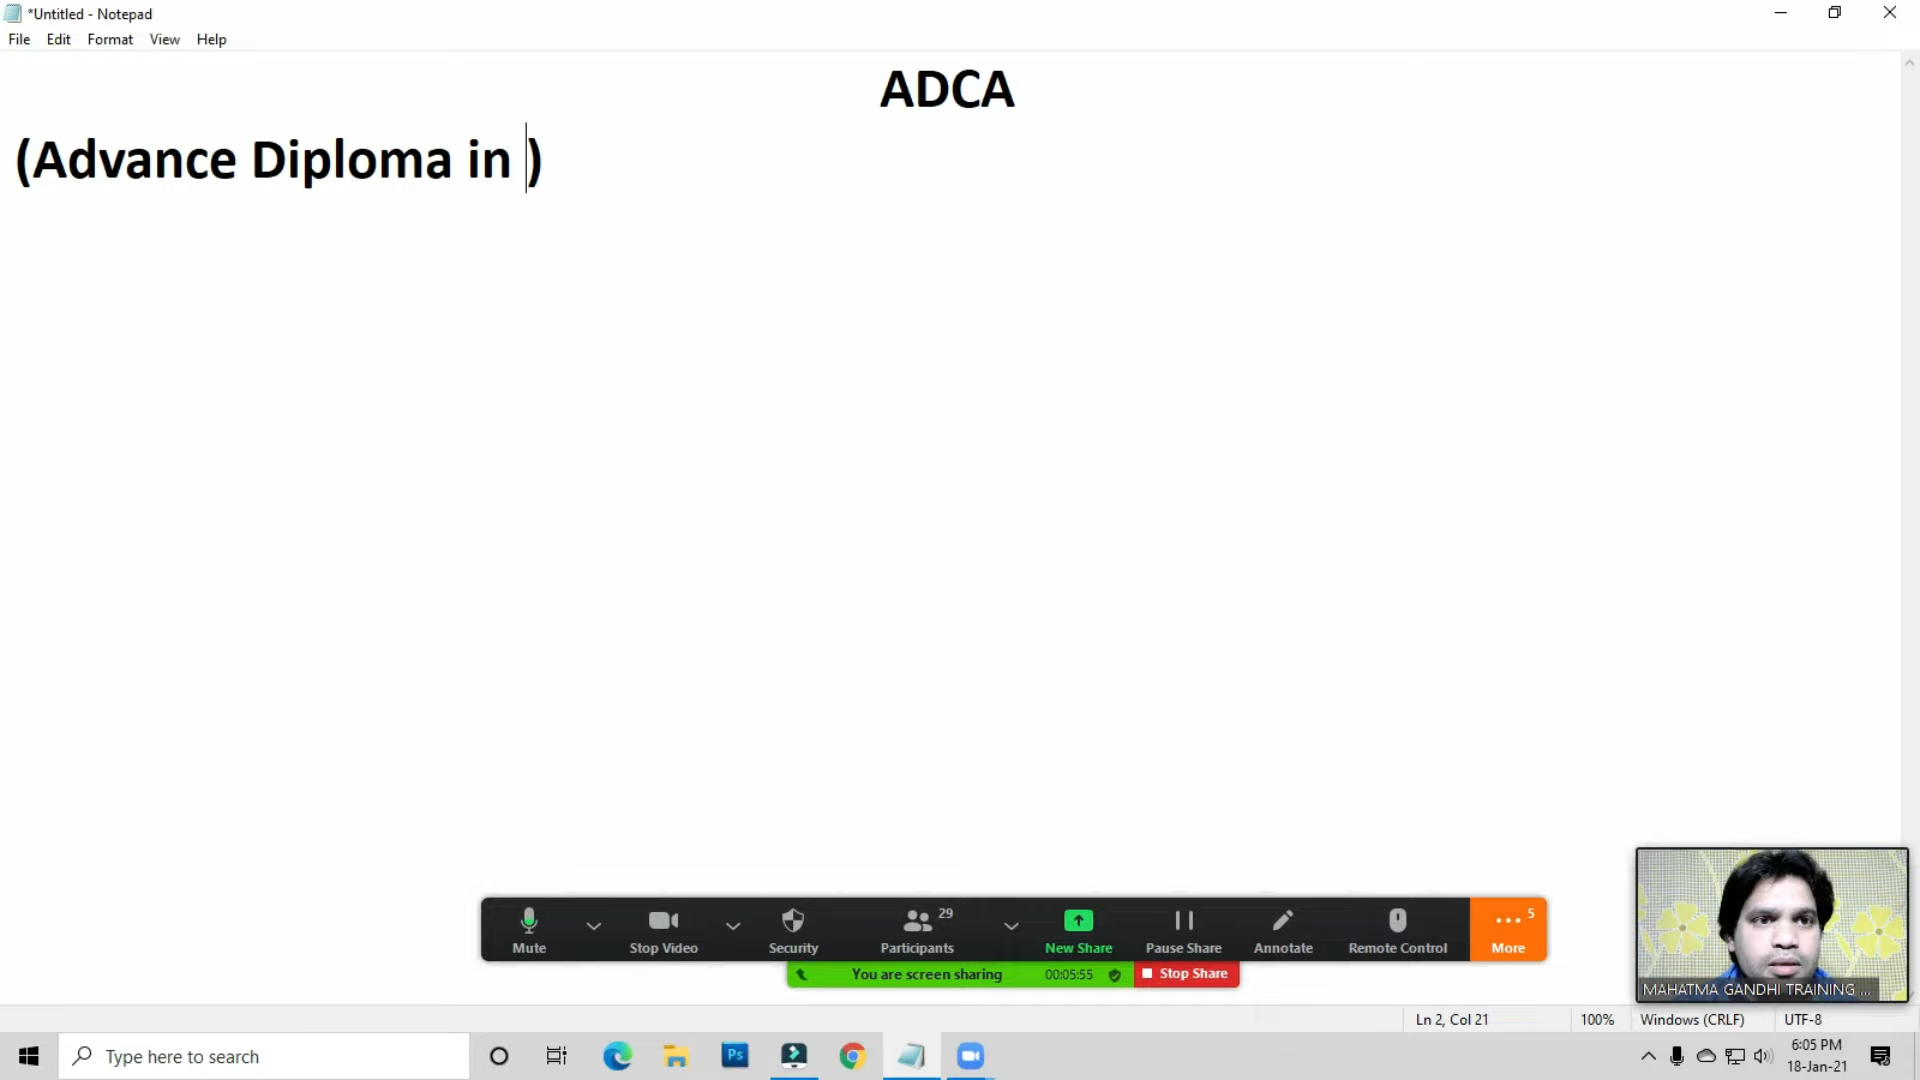 *Untitled - Notepad
File Edit Format View Help
ADCA
(Advance Diploma in )
29
5
Mute Stop Video Security Participants New Share Pause Share Annotate Remote Control More
You are screen sharing 00:05:55 Stop Share
MAHATMA GANDHI TRAINING ...
Ln 2, Col 21 100% Windows (CRLF) UTF-8
Type here to search
Ps
6:05 PM
18-Jan-21